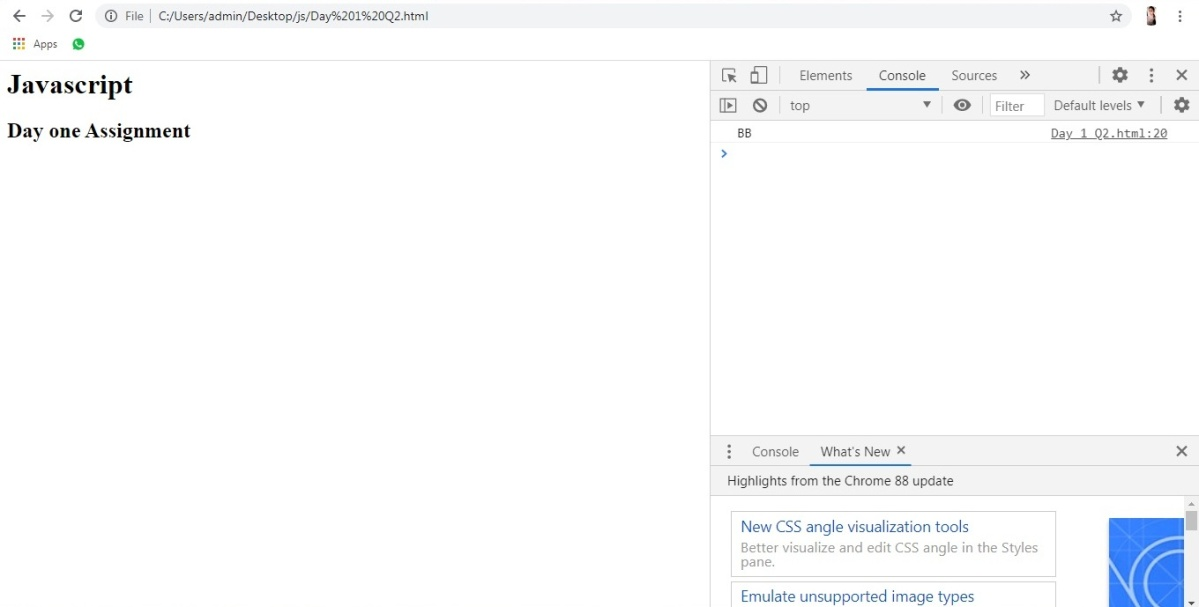 File C:/Users/admin/Desktop/js/Day%201%20Q2.html
Apps
Javascript
Day one Assignment
Elements Console Sources »
top Filter Default levels
BB Day 1 Q2.html:20
Console What's New
Highlights from the Chrome 88 update
New CSS angle visualization tools
Better visualize and edit CSS angle in the Styles
pane.
Emulate unsupported image types